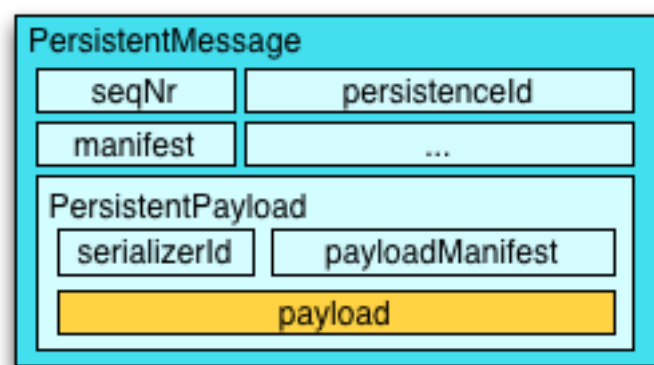 PersistentMessage
seqNr persistenceId
manifest ...
PersistentPayload
serializerId payloadManifest
payload